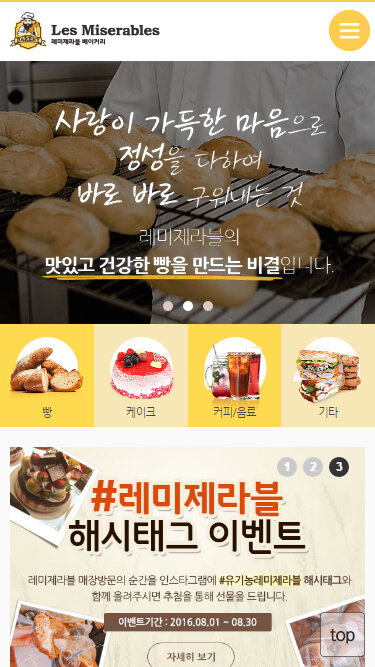 BAKERY
Les Miserables
레미제라블 베이커리
사랑이 가득한 마음으로
정성을 다하여
바로 바로 구워내는 것
레미제라블의
맛있고 건강한 빵을 만드는 비결입니다.
빵
케이크
커피/음료
기타
1 2 3
#레미제라블
해시태그 이벤트
레미제라블 매장방문의 순간을 인스타그램에 #유기농레미제라블 해시태그와
함께 올려주시면 추첨을 통해 선물을 드립니다.
이벤트기간 : 2016.08.01 ~ 08.30
자세히 보기
top